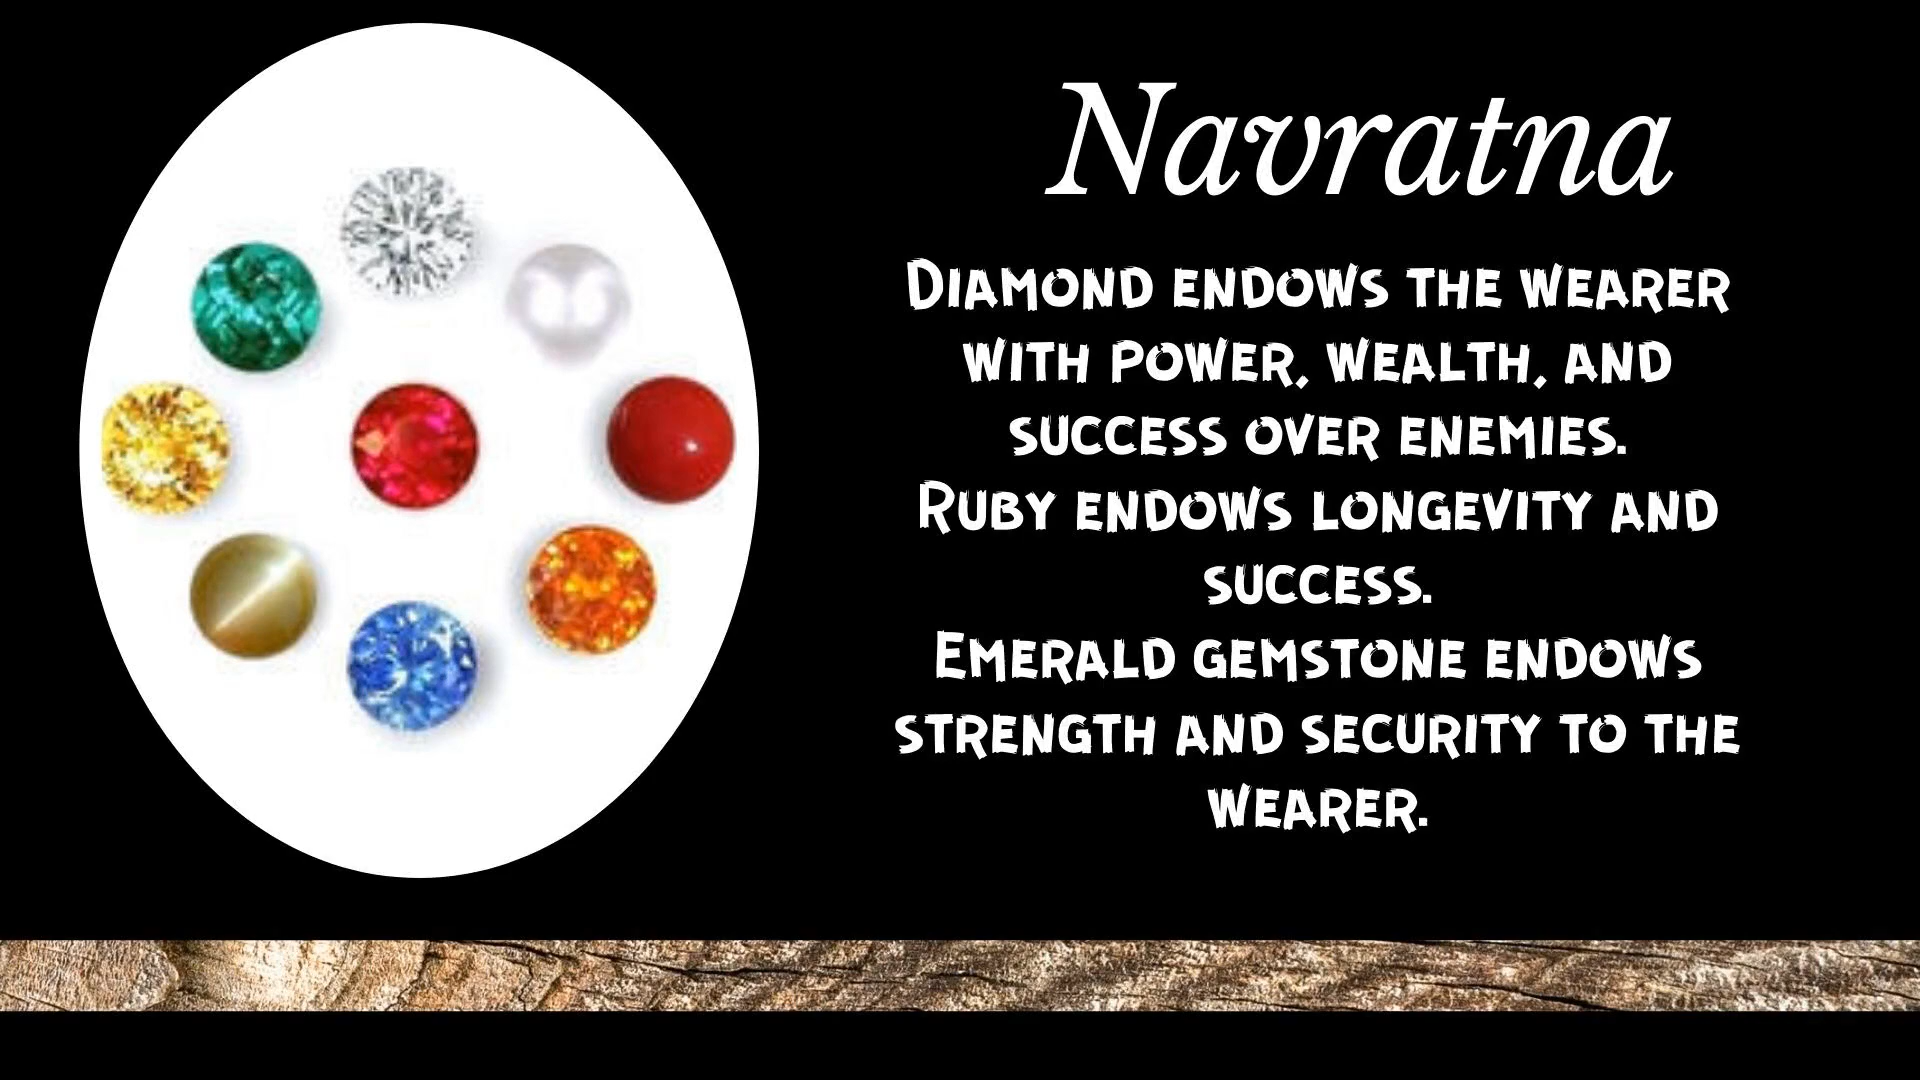 Navratna
Diamond endows the wearer
with power, wealth, and
success over enemies.
Ruby endows longevity and
success.
Emerald gemstone endows
strength and security to the
wearer.